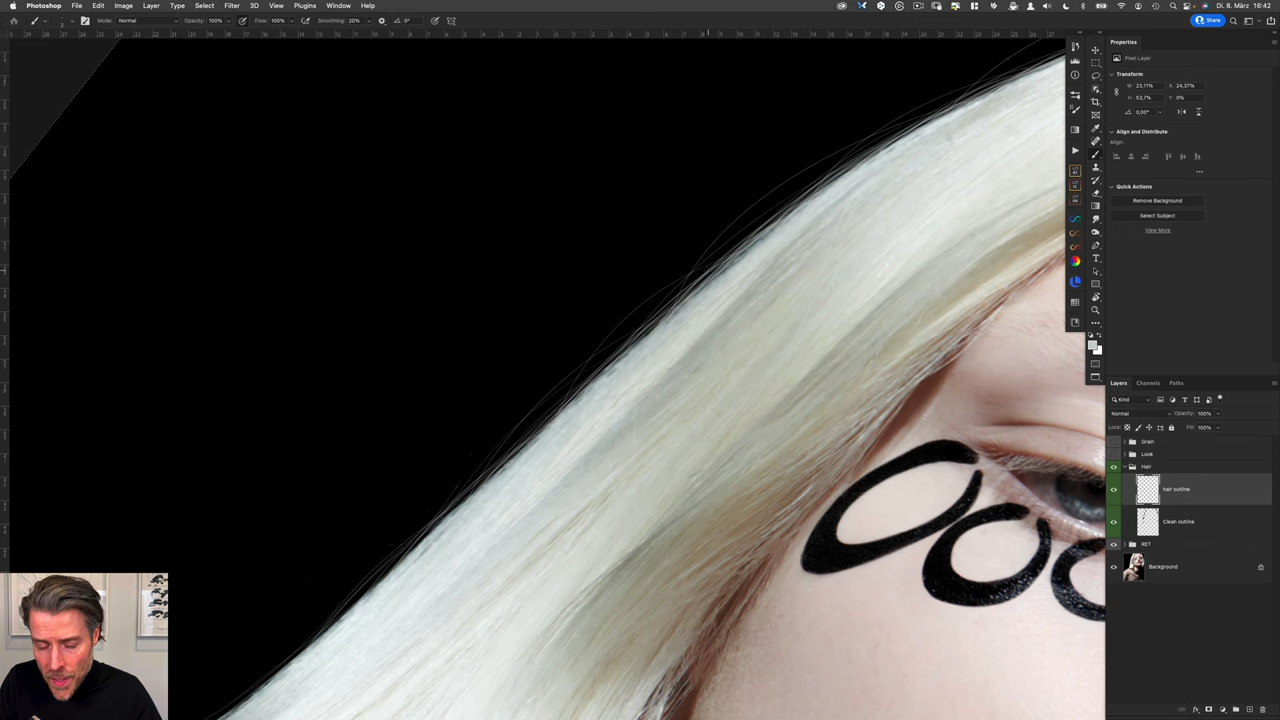 Photoshop File Edit Image Layer Type Select Filter 3D View Plugins Window Help Di. 8. März 16:42
Mode: Normal Opacity: 100% Flow: 100% Smoothing: 20% 0° Share
Properties
Pixel Layer
Transform
W 23,11% X 24,37%
H 53,7% Y 0%
0,00°
Align and Distribute
Align:
Quick Actions
Remove Background
Select Subject
View More
Layers Channels Paths
Kind
Normal Opacity: 100%
Lock: Fill: 100%
Grain
Look
Hair
hair outline
Clean outline
RET
Background